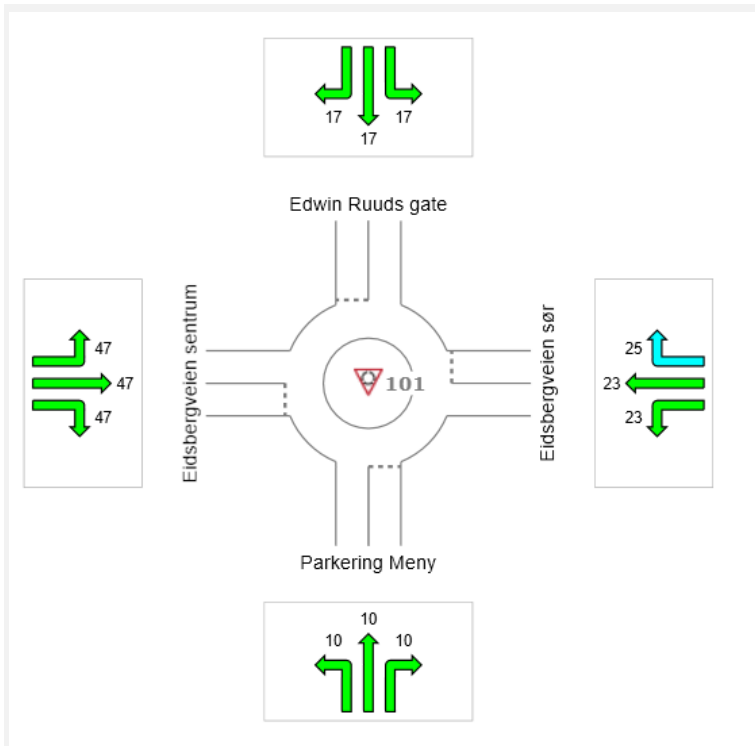 17 17
17
Edwin Ruuds gate
Eidsbergveien sentrum
47
47
47
101
Eidsbergveien sør
25
23
23
Parkering Meny
10
10 10